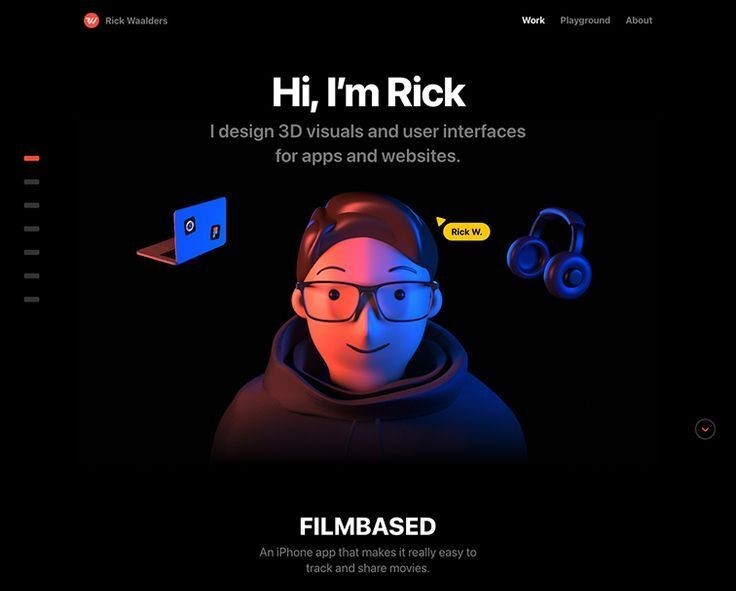 Rick Waalders
Work Playground About
Hi, I'm Rick
I design 3D visuals and user interfaces
for apps and websites.
Rick W.
FILMBASED
An iPhone app that makes it really easy to
track and share movies.